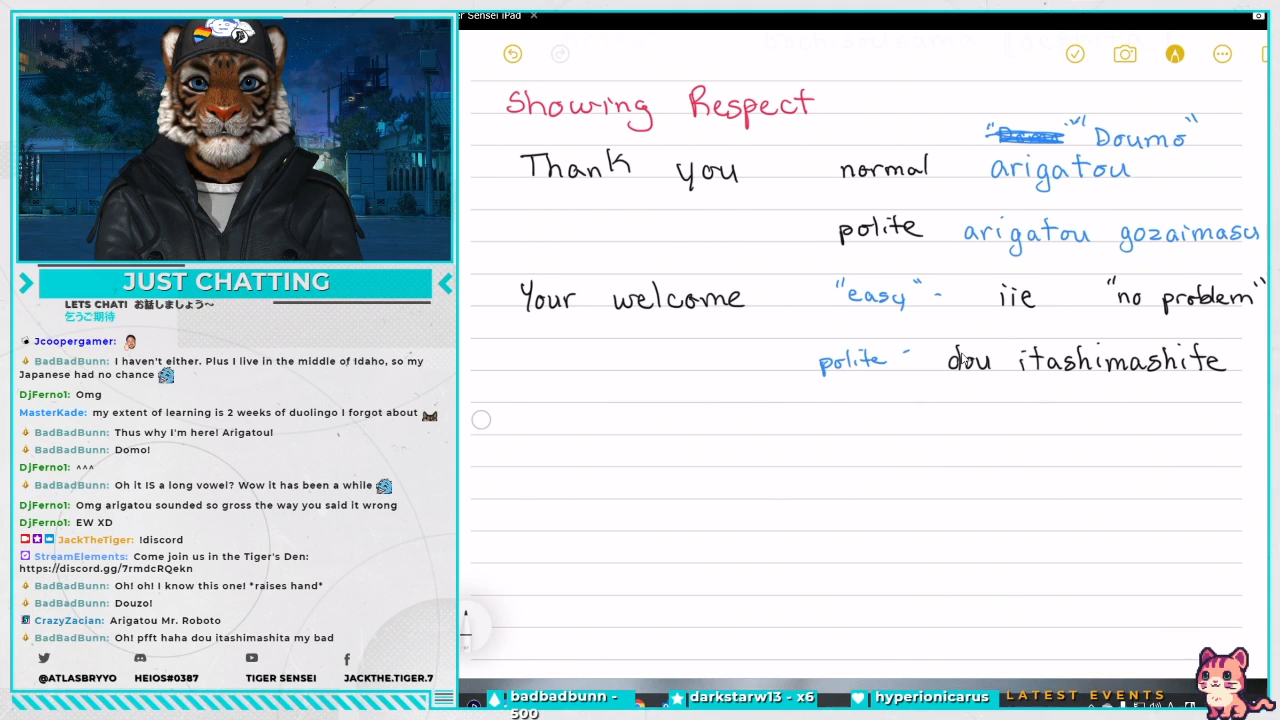 er Sensei iPad ×
Showing Respect
"Doumo"
Thank you normal arigatou
polite arigatou gozaimasu
Your welcome "easy" - iie "no problem"
polite - dou itashimashite
JUST CHATTING
LETS CHAT! お話しましょう〜
乞うご期待
Jcoopergamer:
BadBadBunn: I haven't either. Plus I live in the middle of Idaho, so my
Japanese had no chance
DjFerno1: Omg
MasterKade: my extent of learning is 2 weeks of duolingo I forgot about
BadBadBunn: Thus why I'm here! Arigatou!
BadBadBunn: Domo!
DjFerno1: ^^^
BadBadBunn: Oh it IS a long vowel? Wow it has been a while
DjFerno1: Omg arigatou sounded so gross the way you said it wrong
DjFerno1: EW XD
JackTheTiger: !discord
StreamElements: Come join us in the Tiger's Den:
https://discord.gg/7rmdcRQekn
BadBadBunn: Oh! oh! I know this one! *raises hand*
BadBadBunn: Douzo!
CrazyZacian: Arigatou Mr. Roboto
BadBadBunn: Oh! pfft haha dou itashimashita my bad
@ATLASBRYYO HEIOS#0387 TIGER SENSEI JACKTHE.TIGER.7
badbadbunn -
500
darkstarw13 - x6
hyperionicarus
LATEST EVENT